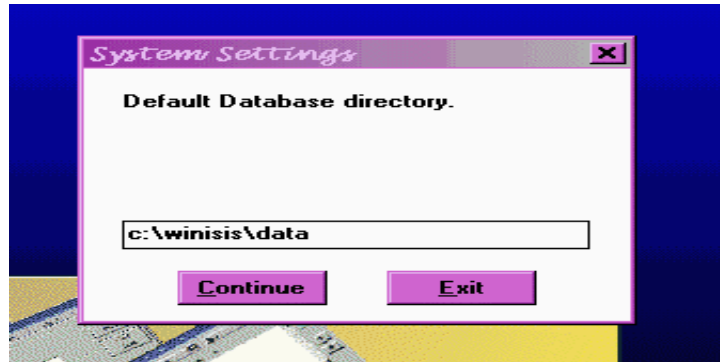 System Settings
Default Database directory.
c:\winisis\data
Continue Exit